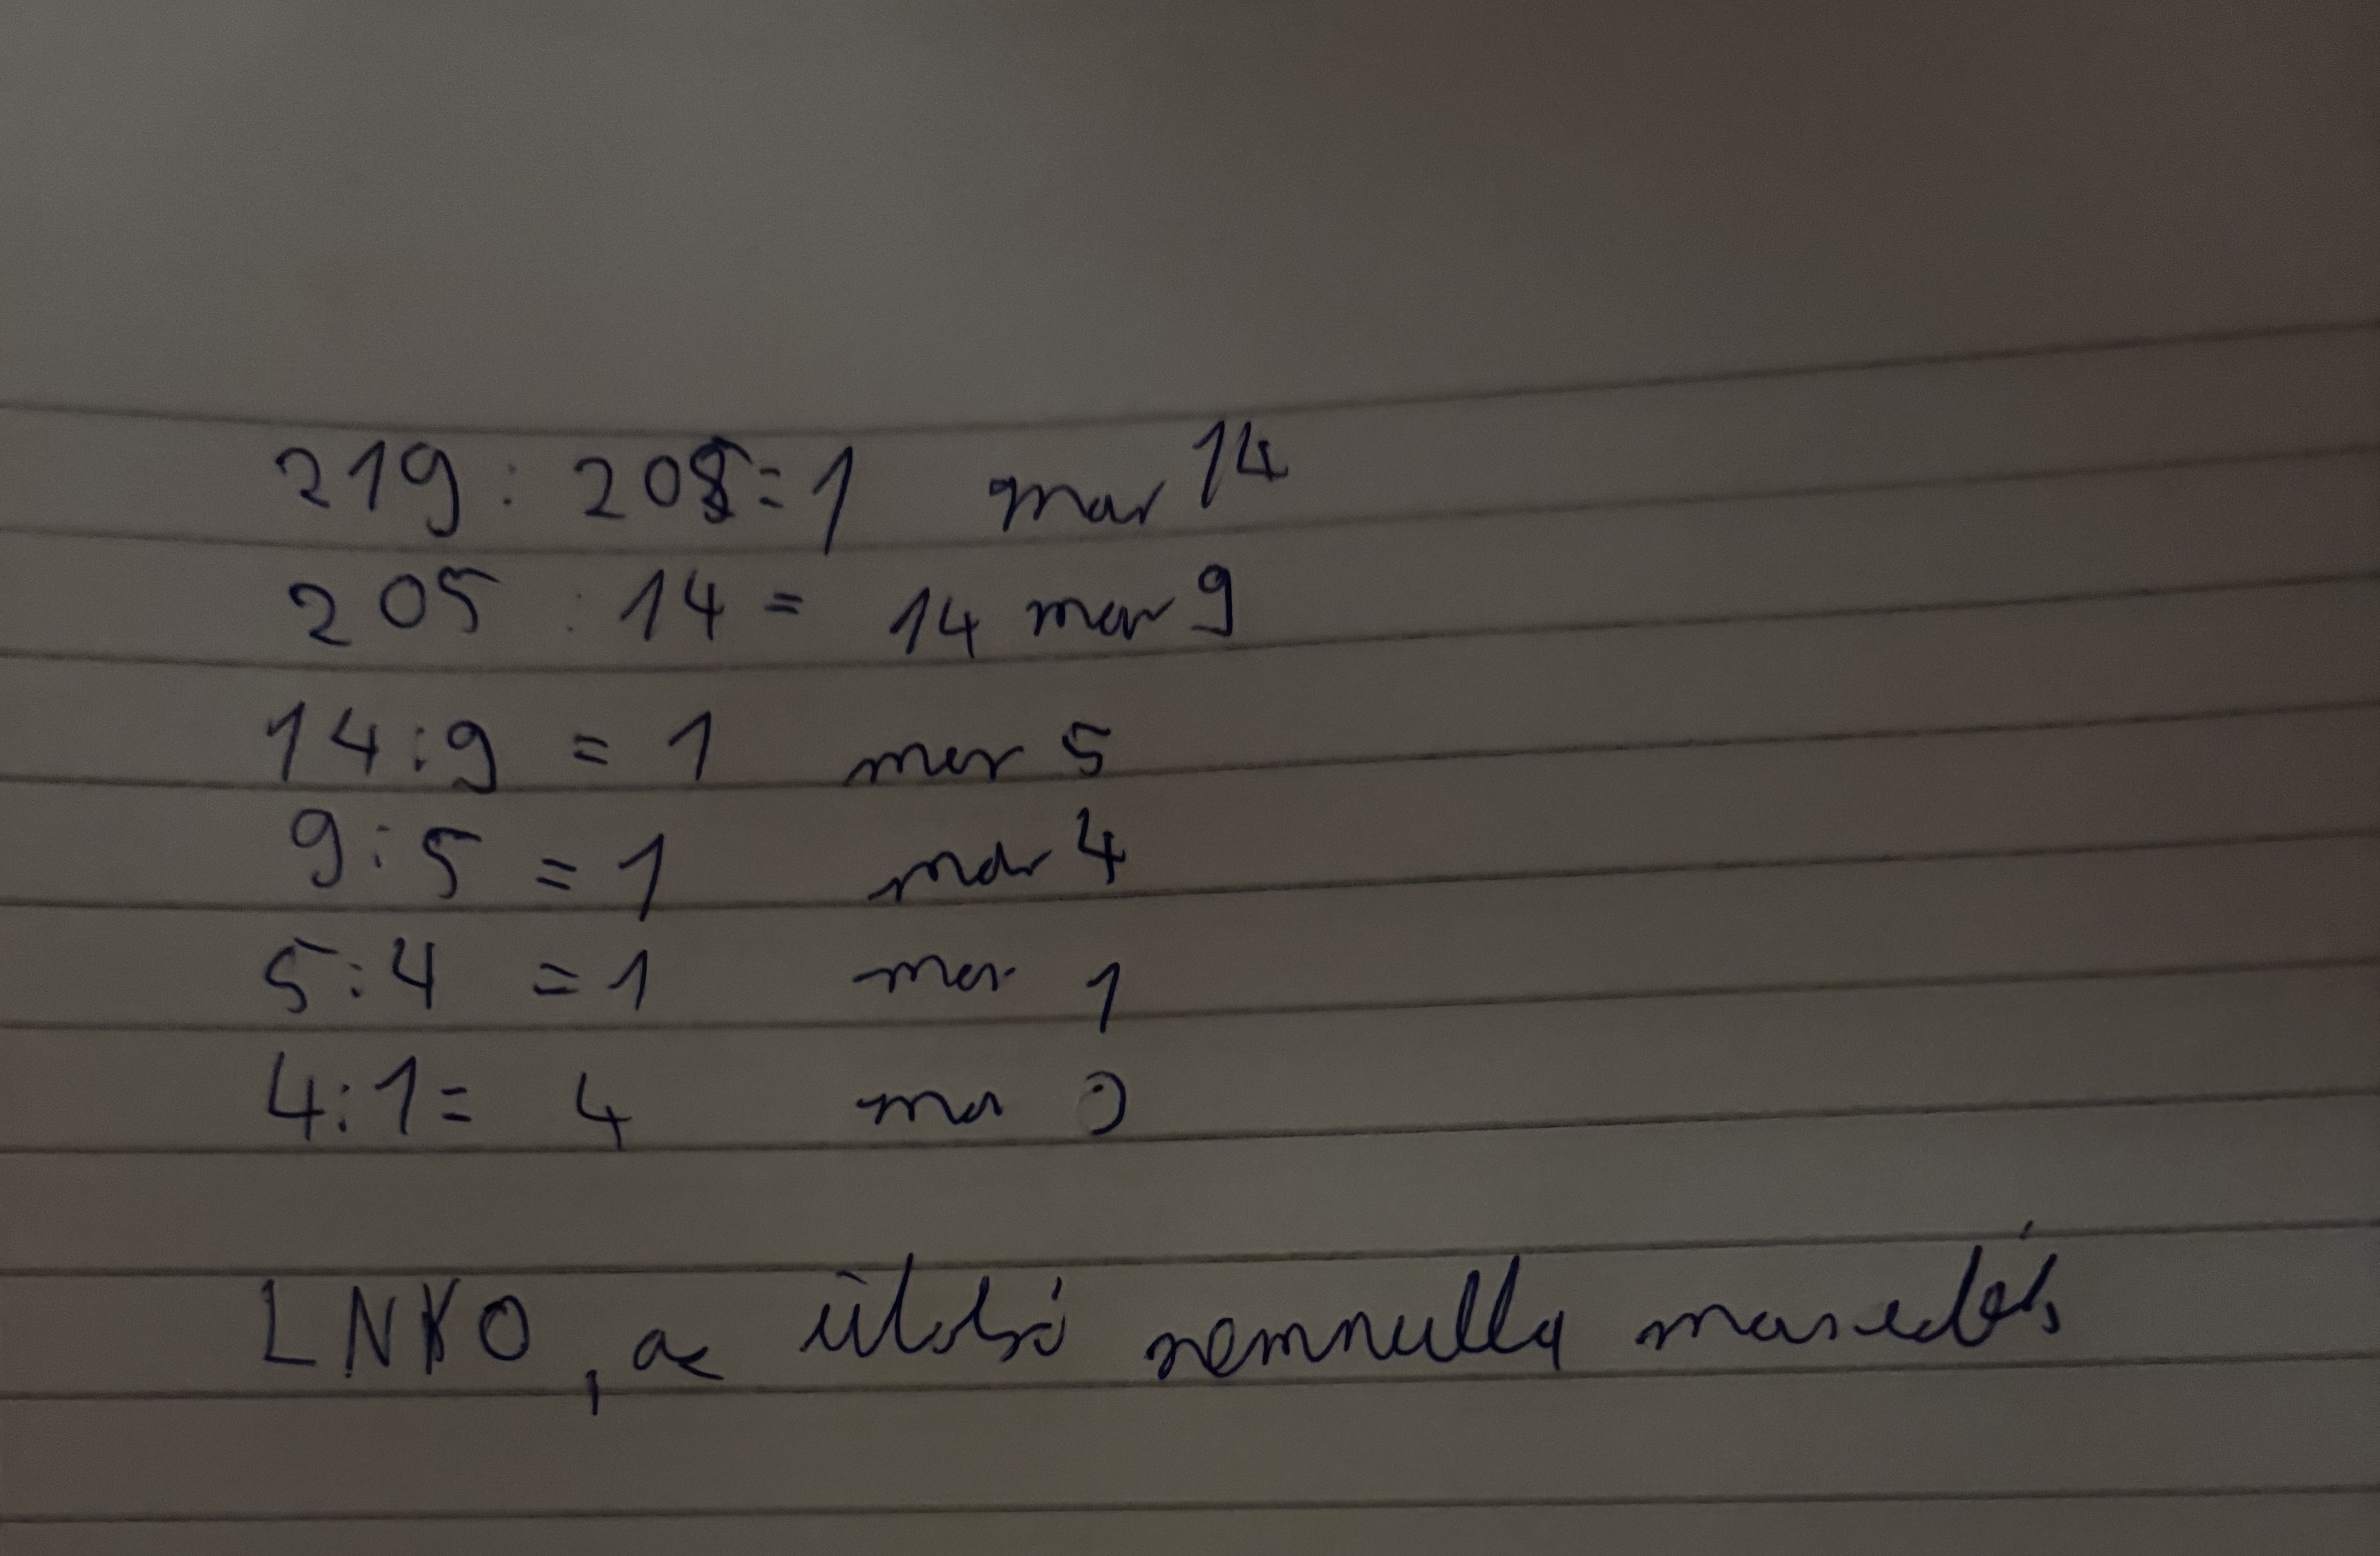 219 : 205 = 1 mar 14
205 : 14 = 14 mar 9
14 : 9 = 1 mar 5
9 : 5 = 1 mar 4
5 : 4 = 1 mar 1
4 : 1 = 4 mar 0
LNKO, az utolsó nemnulla maradék